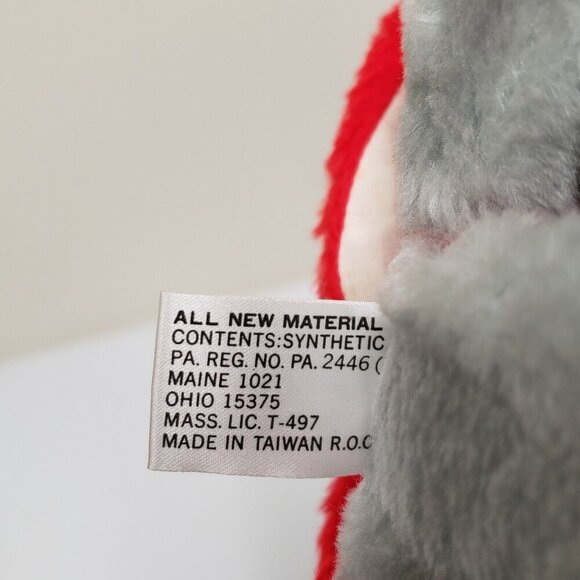 ALL NEW MATERIAL
CONTENTS:SYNTHETIC
PA. REG. NO. PA. 2446 (
MAINE 1021
OHIO 15375
MASS. LIC. T-497
MADE IN TAIWAN R.O.C